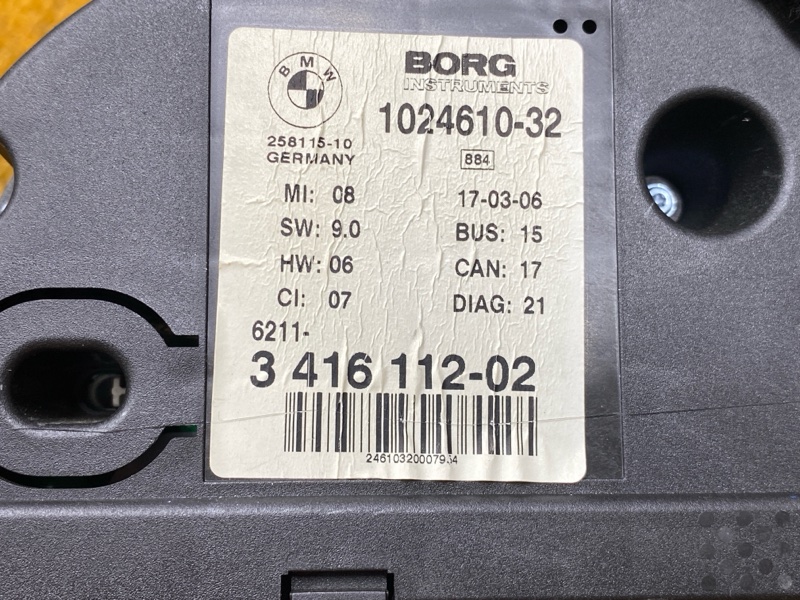 BMW
BORG
INSTRUMENTS
1024610-32
258115-10
GERMANY
884
MI: 08
17-03-06
SW: 9.0
BUS: 15
HW: 06
CAN: 17
CI: 07
DIAG: 21
6211-
3 416 112-02
24610320007954